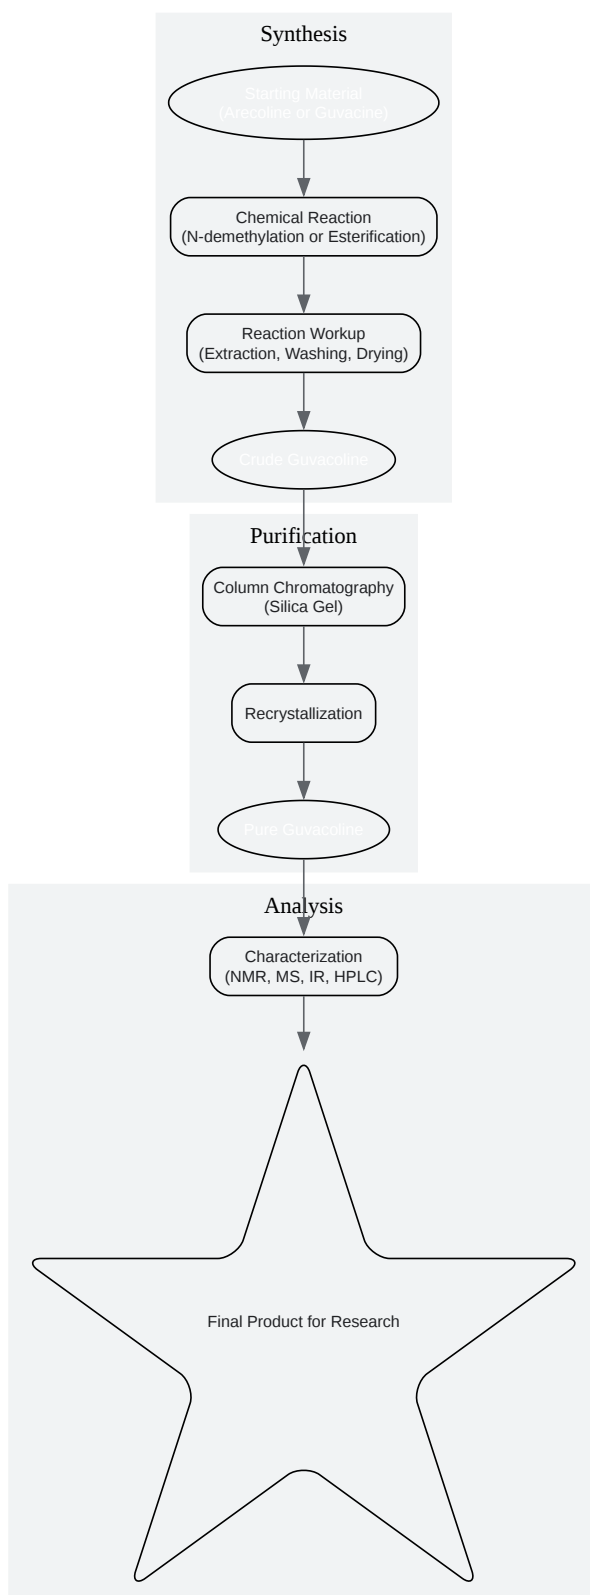 Synthesis
Starting Material
(Arecoline or Guvacine)
Chemical Reaction
(N-demethylation or Esterification)
Reaction Workup
(Extraction, Washing, Drying)
Crude Guvacoline
Purification
Column Chromatography
(Silica Gel)
Recrystallization
Pure Guvacoline
Analysis
Characterization
(NMR, MS, IR, HPLC)
Final Product for Research